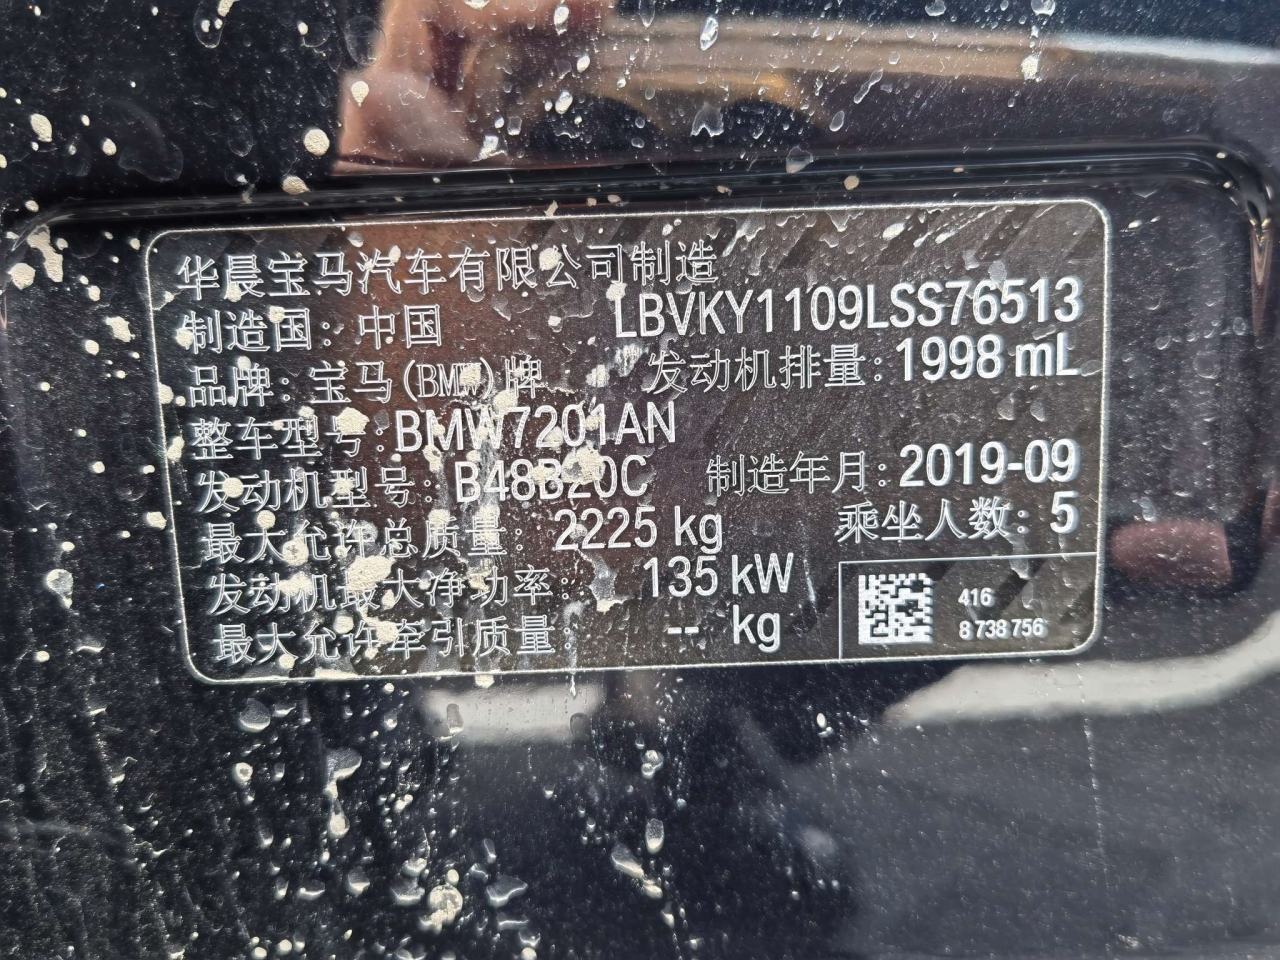 华晨宝马汽车有限公司制造
制造国：中国 LBVKY1109LSS76513
品牌：宝马(BMW)牌 发动机排量：1998 mL
整车型号：BMW7201AN
发动机型号：B48B20C 制造年月：2019-09
最大允许总质量：2225 kg 乘坐人数：5
发动机最大净功率：135 kW
最大允许牵引质量：-- kg
416
8 738 756